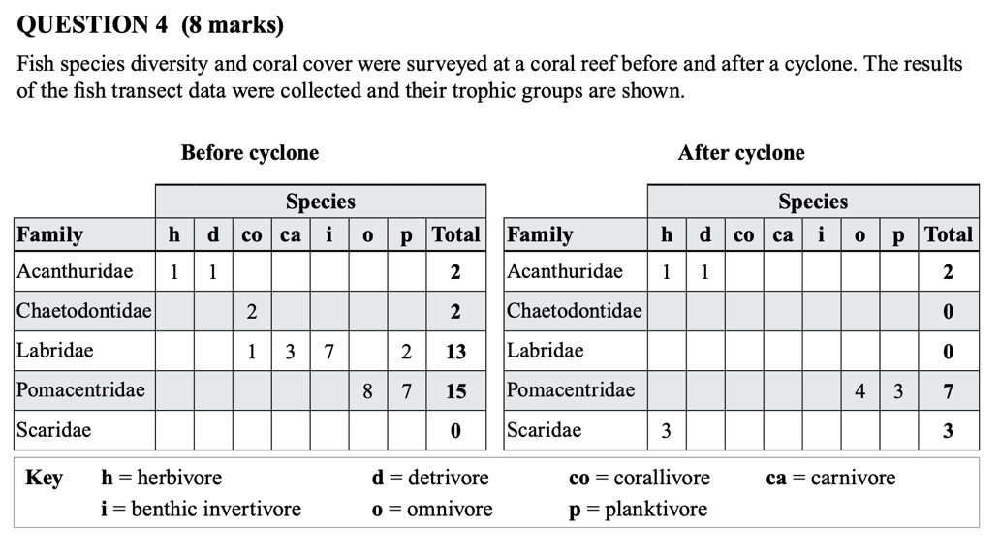 QUESTION 4 (8 marks)
Fish species diversity and coral cover were surveyed at a coral reef before and after a cyclone. The results
of the fish transect data were collected and their trophic groups are shown.
Before cyclone
Species
Family h d co ca i o p Total
Acanthuridae 1 1 2
Chaetodontidae 2 2
Labridae 1 3 7 2 13
Pomacentridae 8 7 15
Scaridae 0
After cyclone
Species
Family h d co ca i o p Total
Acanthuridae 1 1 2
Chaetodontidae 0
Labridae 0
Pomacentridae 4 3 7
Scaridae 3 3
Key h = herbivore d = detrivore co = corallivore ca = carnivore
i = benthic invertivore o = omnivore p = planktivore